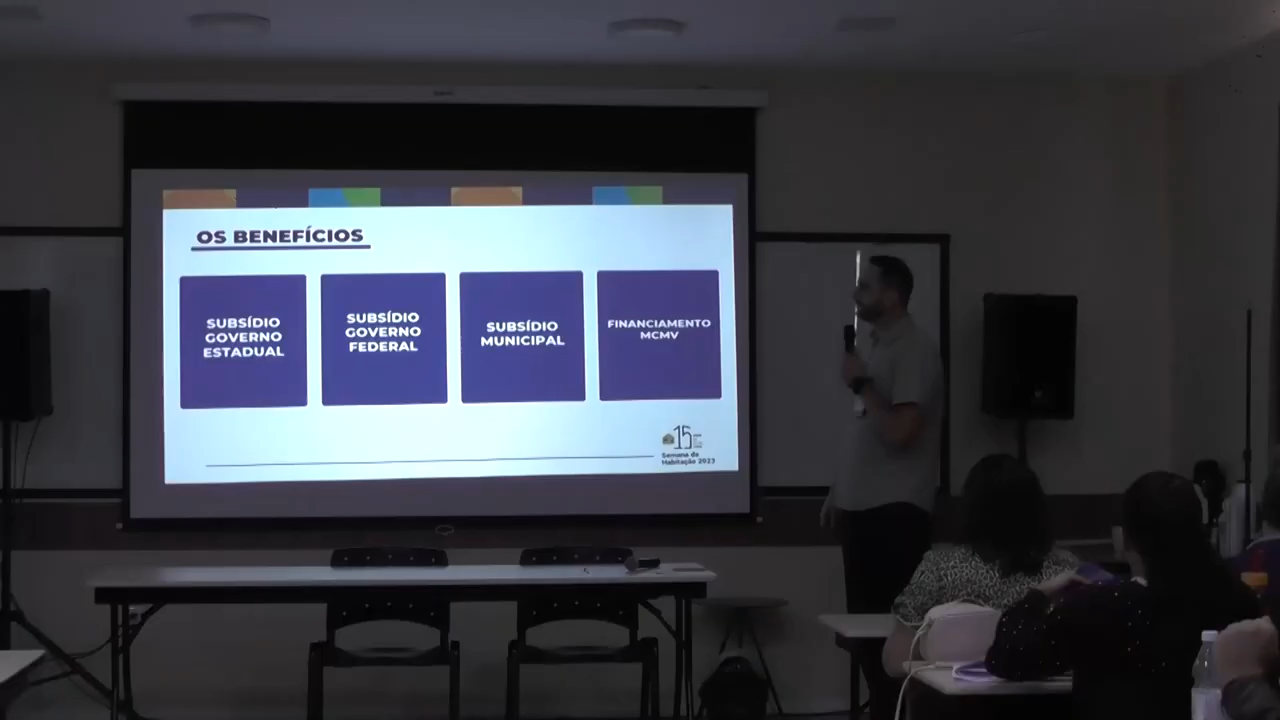 OS BENEFÍCIOS
SUBSÍDIO
GOVERNO
ESTADUAL
SUBSÍDIO
GOVERNO
FEDERAL
SUBSÍDIO
MUNICIPAL
FINANCIAMENTO
MCMV
15
Semana da
Habitação 2023